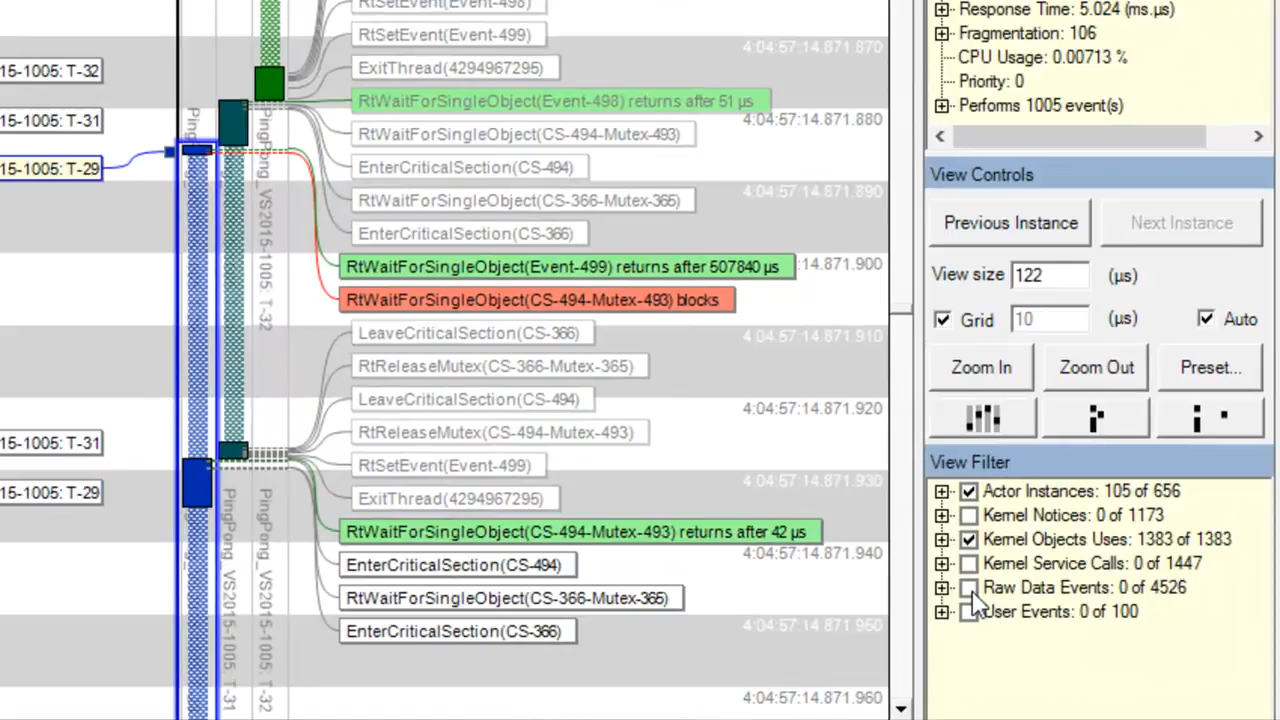 RtSetEvent(Event-498)
RtSetEvent(Event-499)
4:04:57:14.871.870
15-1005: T-32
ExitThread(4294967295)
RtWaitForSingleObject(Event-498) returns after 51 µs
4:04:57:14.871.880
15-1005: T-31
RtWaitForSingleObject(CS-494-Mutex-493)
15-1005: T-29
EnterCriticalSection(CS-494)
4:04:57:14.871.890
RtWaitForSingleObject(CS-366-Mutex-365)
EnterCriticalSection(CS-366)
RtWaitForSingleObject(Event-499) returns after 507840 µs
:14.871.900
RtWaitForSingleObject(CS-494-Mutex-493) blocks
LeaveCriticalSection(CS-366)
4:04:57:14.871.910
RtReleaseMutex(CS-366-Mutex-365)
LeaveCriticalSection(CS-494)
4:04:57:14.871.920
RtReleaseMutex(CS-494-Mutex-493)
15-1005: T-31
RtSetEvent(Event-499)
4:04:57:14.871.930
15-1005: T-29
ExitThread(4294967295)
RtWaitForSingleObject(CS-494-Mutex-493) returns after 42 µs
4:04:57:14.871.940
EnterCriticalSection(CS-494)
RtWaitForSingleObject(CS-366-Mutex-365)
EnterCriticalSection(CS-366)
4:04:57:14.871.950
4:04:57:14.871.960
Ping
PingPong_VS2015-1005: T-32
PingPong_VS2015-1005: T-31
PingPong_VS2015-1005: T-32
Response Time: 5.024 (ms.µs)
Fragmentation: 106
CPU Usage: 0.00713 %
Priority: 0
Performs 1005 event(s)
View Controls
Previous Instance
Next Instance
View size 122 (µs)
Grid 10 (µs) Auto
Zoom In
Zoom Out
Preset...
View Filter
Actor Instances: 105 of 656
Kernel Notices: 0 of 1173
Kernel Objects Uses: 1383 of 1383
Kernel Service Calls: 0 of 1447
Raw Data Events: 0 of 4526
User Events: 0 of 100